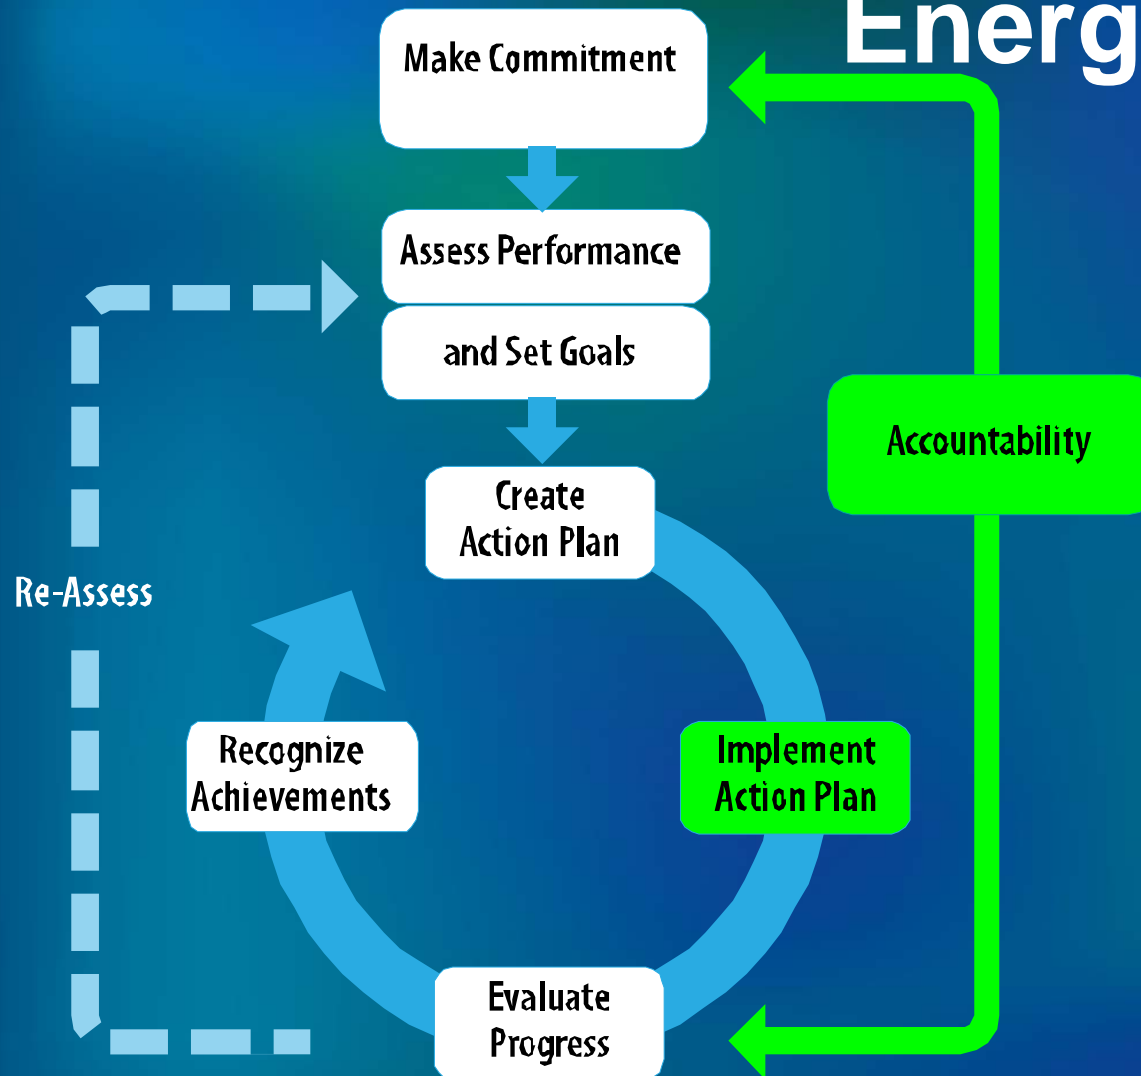 Energ
Make Commitment
Assess Performance
and Set Goals
Accountability
Create
Action Plan
Re-Assess
Recognize
Achievements
Implement
Action Plan
Evaluate
Progress